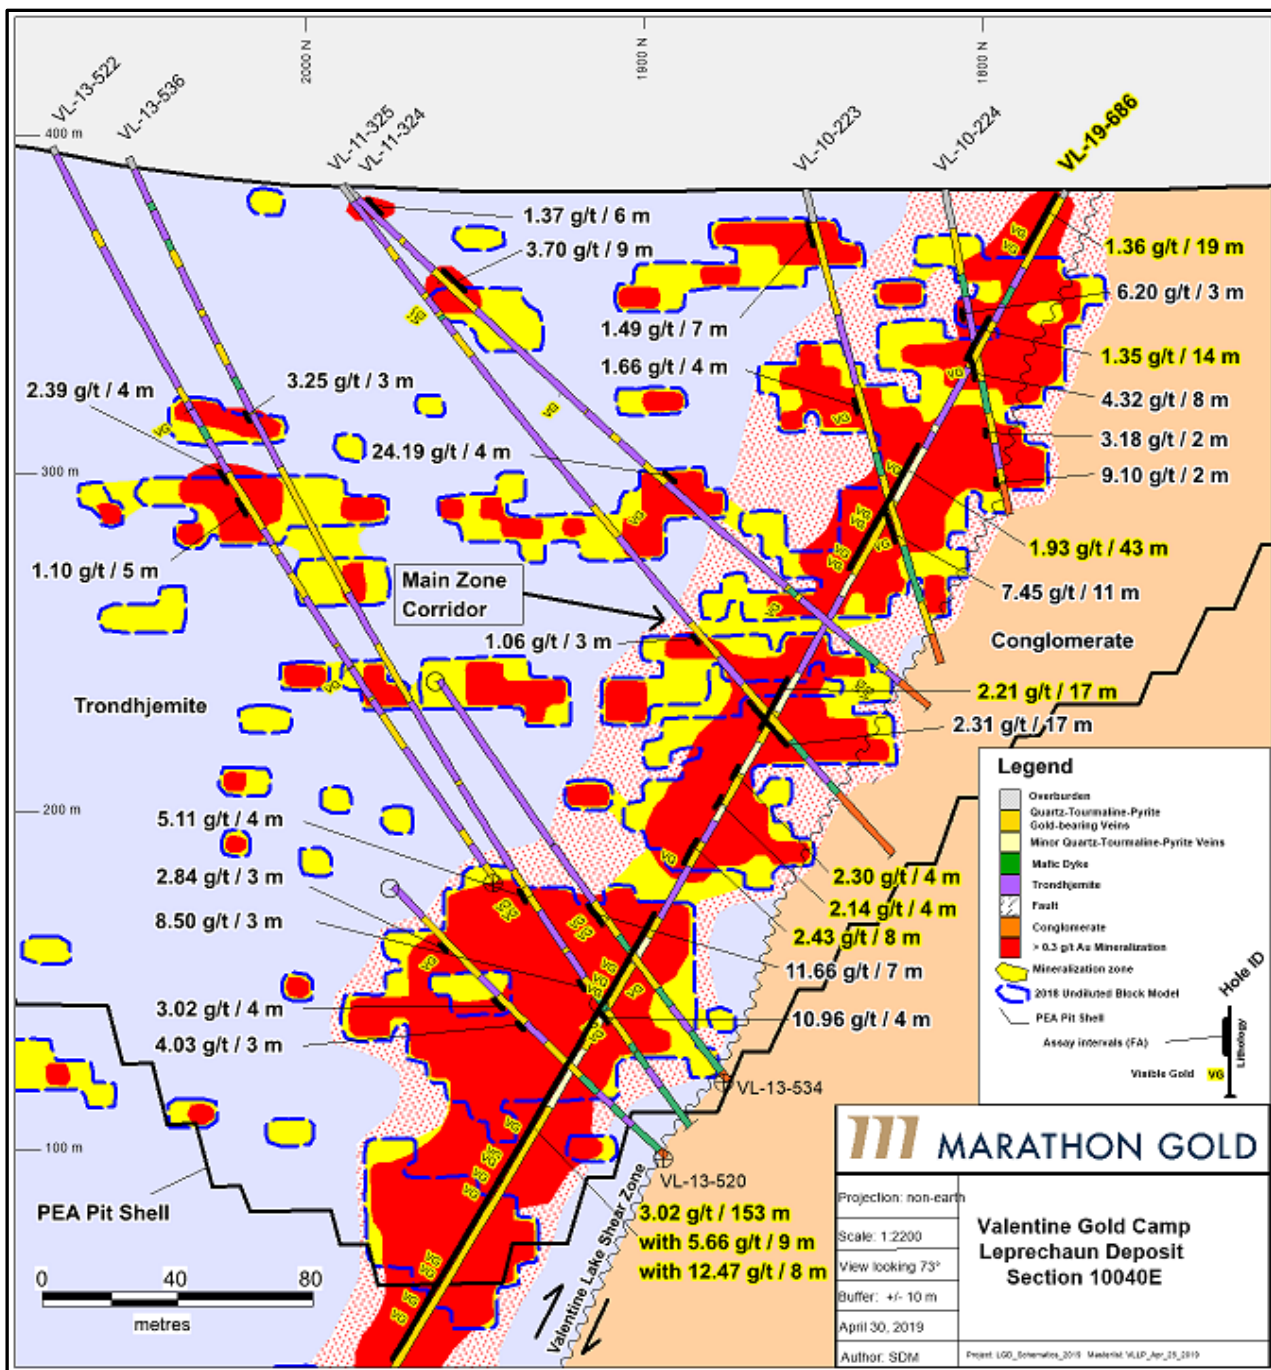 2000 N
1900 N
1800 N
VL-13-522
VL-13-536
VL-11-325
VL-11-324
VL-10-223
VL-10-224
VL-19-686
400 m
1.37 g/t / 6 m
3.70 g/t / 9 m
1.36 g/t / 19 m
6.20 g/t / 3 m
1.49 g/t / 7 m
1.35 g/t / 14 m
1.66 g/t / 4 m
2.39 g/t / 4 m
3.25 g/t / 3 m
4.32 g/t / 8 m
3.18 g/t / 2 m
24.19 g/t / 4 m
300 m
9.10 g/t / 2 m
1.93 g/t / 43 m
1.10 g/t / 5 m
Main Zone
Corridor
7.45 g/t / 11 m
1.06 g/t / 3 m
Conglomerate
2.21 g/t / 17 m
Trondhjemite
2.31 g/t / 17 m
200 m
5.11 g/t / 4 m
2.84 g/t / 3 m
8.50 g/t / 3 m
2.30 g/t / 4 m
2.14 g/t / 4 m
2.43 g/t / 8 m
11.66 g/t / 7 m
3.02 g/t / 4 m
10.96 g/t / 4 m
4.03 g/t / 3 m
VL-13-534
100 m
VL-13-520
PEA Pit Shell
3.02 g/t / 153 m
with 5.66 g/t / 9 m
with 12.47 g/t / 8 m
Valentine Lake Shear Zone
0 40 80
metres
VG
Legend
Overburden
Quartz-Tourmaline-Pyrite
Gold-bearing Veins
Minor Quartz-Tourmaline-Pyrite Veins
Mafic Dyke
Trondhjemite
Fault
Conglomerate
> 0.3 g/t Au Mineralization
Mineralization zone
2018 Undiluted Block Model
PEA Pit Shell
Assay intervals (FA)
Visible Gold VG
Hole ID
Lithology
MARATHON GOLD
Projection: non-earth
Scale: 1:2200
View looking 73°
Buffer: +/- 10 m
April 30, 2019
Author: SDM
Valentine Gold Camp
Leprechaun Deposit
Section 10040E